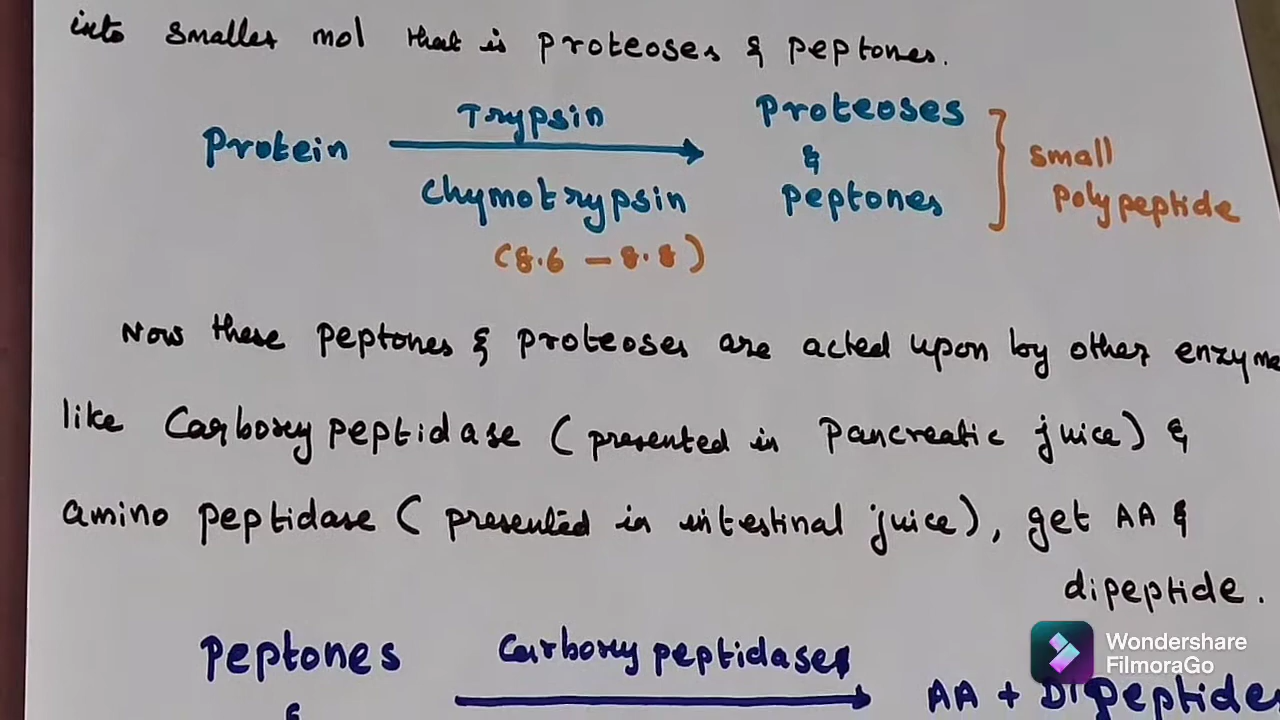 into smaller mol that is proteoses & peptones.
Protein Trypsin Proteoses
&
Chymotrypsin peptones
small
polypeptide
(8.6 – 8.8)
Now these peptones & proteoses are acted upon by other enzyme
like Carboxy peptidase (presented in Pancreatic juice) &
amino peptidase (presented in intestinal juice), get AA &
dipeptide.
Peptones Carboxy peptidases
&
AA + Dipeptides
Wondershare
FilmoraGo